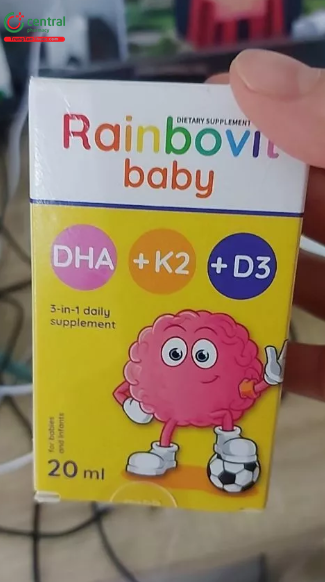 central
DIETARY SUPPLEMENT
Rainbovit
baby
DHA
+K2
+D3
3-in-1 daily
supplement
for babies
and infants
20 ml